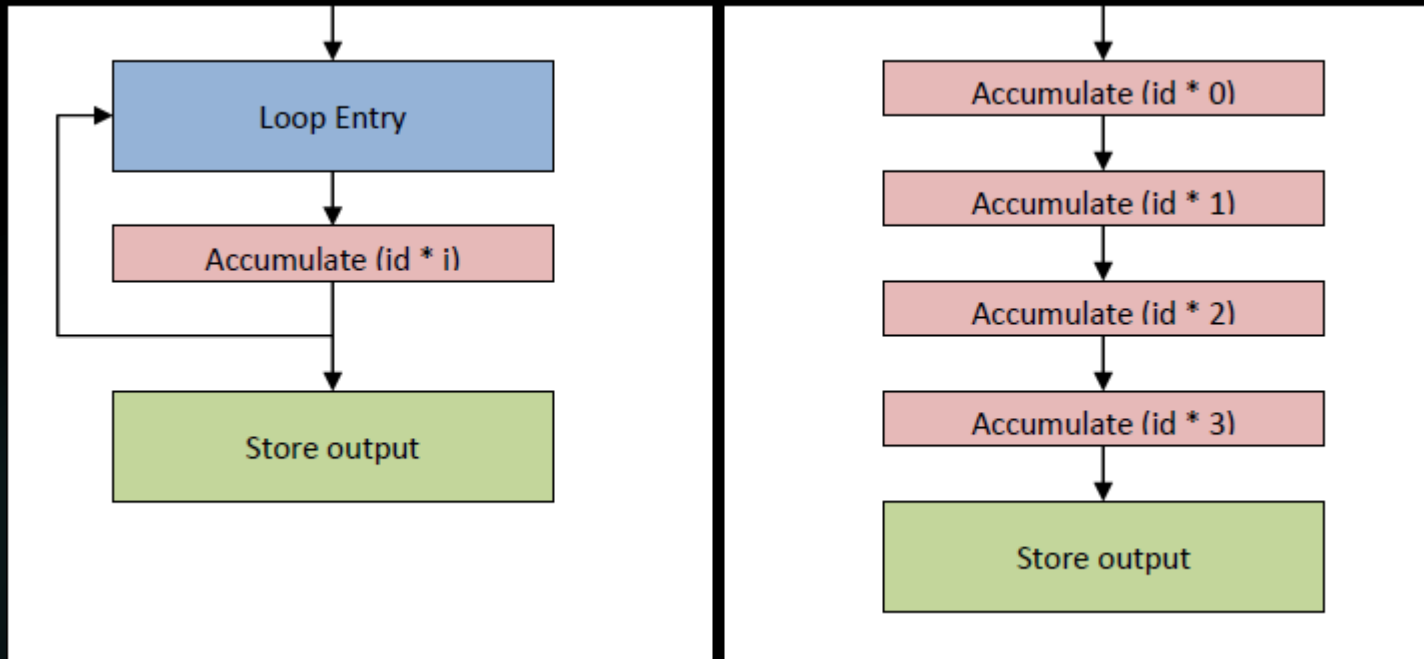 Loop Entry
Accumulate (id * i)
Store output
Accumulate (id * 0)
Accumulate (id * 1)
Accumulate (id * 2)
Accumulate (id * 3)
Store output